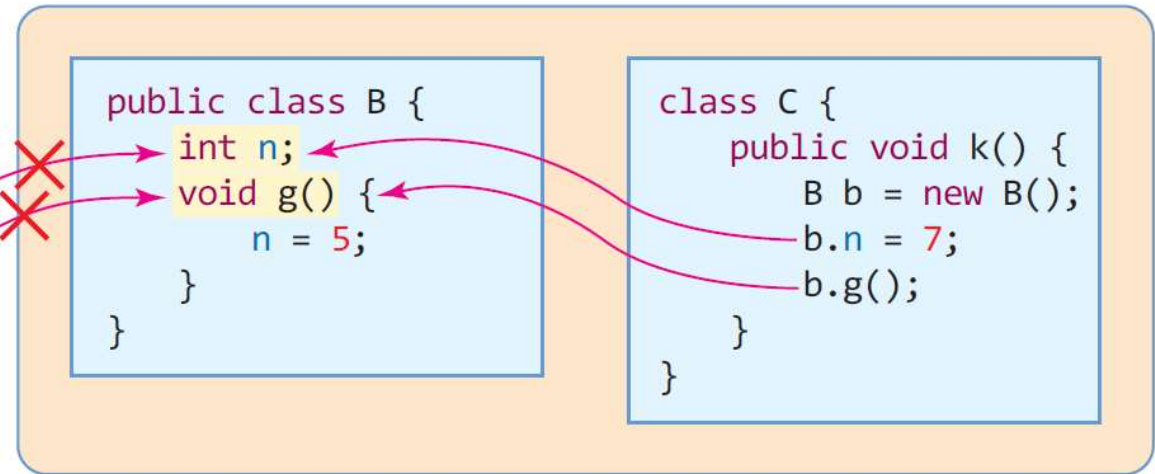 public class B {
int n;
void g() {
n = 5;
}
}
class C {
public void k() {
B b = new B();
b.n = 7;
b.g();
}
}